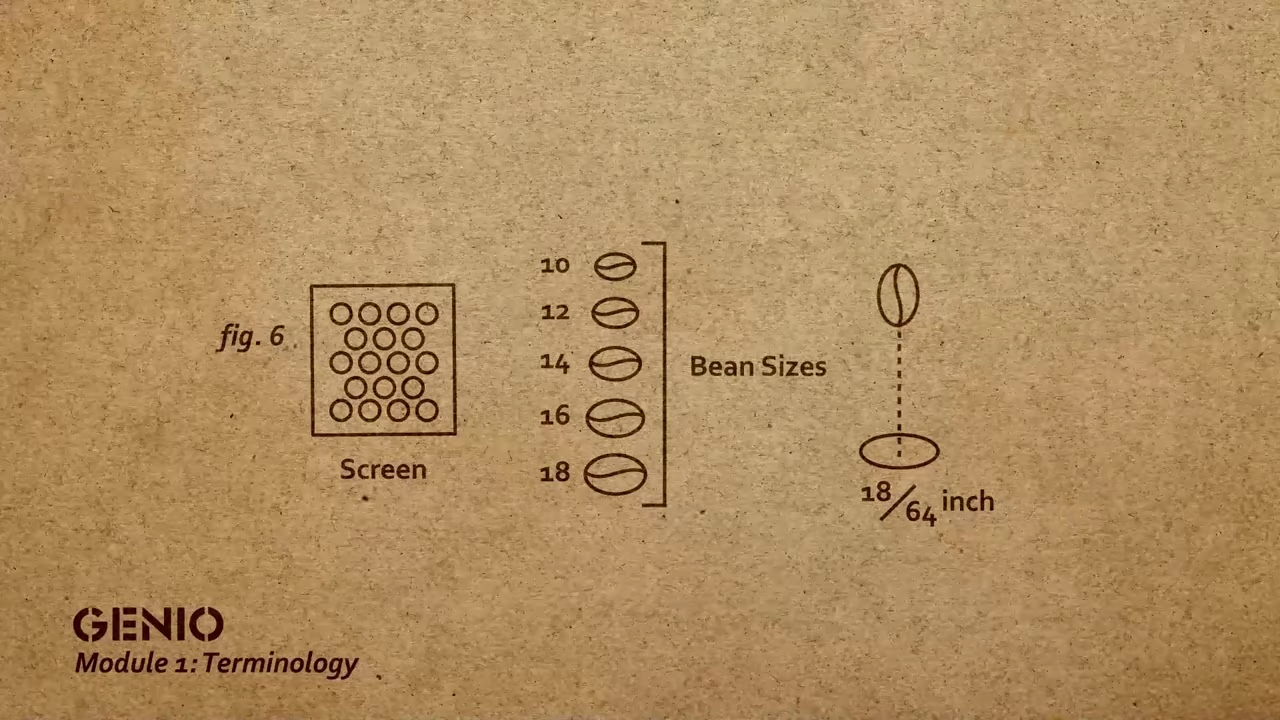 fig. 6
Screen
10
12
14
16
18
Bean Sizes
18/64 inch
GENIO
Module 1: Terminology